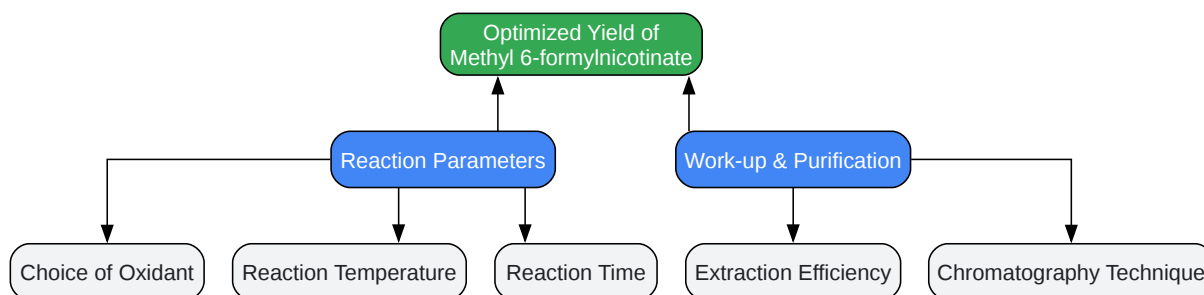 Optimized Yield of
Methyl 6-formylnicotinate
Reaction Parameters
Work-up & Purification
Choice of Oxidant
Reaction Temperature
Reaction Time
Extraction Efficiency
Chromatography Technique